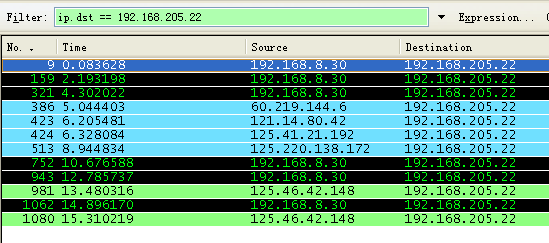 Filter: ip.dst == 192.168.205.22 Expression...
No. Time Source Destination
9 0.083628 192.168.8.30 192.168.205.22
159 2.193198 192.168.8.30 192.168.205.22
321 4.302022 192.168.8.30 192.168.205.22
386 5.044403 60.219.144.6 192.168.205.22
423 6.205481 121.14.80.42 192.168.205.22
424 6.328084 125.41.21.192 192.168.205.22
513 8.944834 125.220.138.172 192.168.205.22
752 10.676588 192.168.8.30 192.168.205.22
943 12.785737 192.168.8.30 192.168.205.22
981 13.480316 125.46.42.148 192.168.205.22
1062 14.896170 192.168.8.30 192.168.205.22
1080 15.310219 125.46.42.148 192.168.205.22